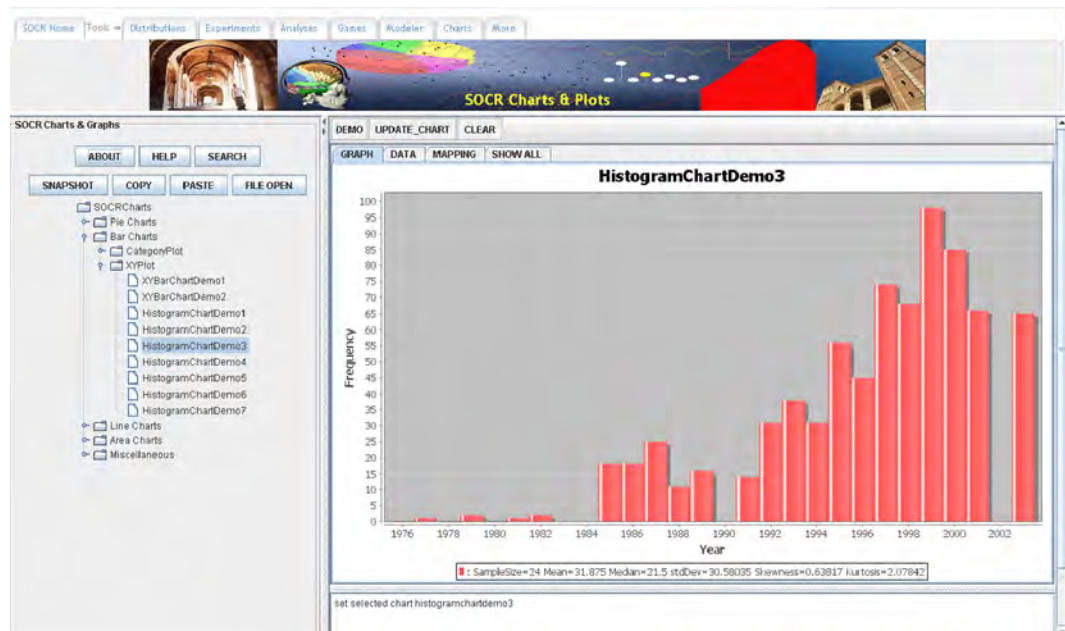 SOCR Home Tools ⇒ Distributions Experiments Analyses Games Modeler Charts More
SOCR Charts & Plots
SOCR Charts & Graphs
ABOUT HELP SEARCH
SNAPSHOT COPY PASTE FILE OPEN
SOCRCharts
Pie Charts
Bar Charts
CategoryPlot
XYPlot
XYBarChartDemo1
XYBarChartDemo2
HistogramChartDemo1
HistogramChartDemo2
HistogramChartDemo3
HistogramChartDemo4
HistogramChartDemo5
HistogramChartDemo6
HistogramChartDemo7
Line Charts
Area Charts
Miscellaneous
DEMO UPDATE_CHART CLEAR
GRAPH DATA MAPPING SHOW ALL
HistogramChartDemo3
100
95
90
85
80
75
70
65
60
55
50
45
40
35
30
25
20
15
10
5
0
Frequency
1976 1978 1980 1982 1984 1986 1988 1990 1992 1994 1996 1998 2000 2002
Year
: SampleSize=24 Mean=31.875 Median=21.5 stdDev=30.58035 Skewness=0.63817 Kurtosis=2.07842
set selected chart histogramchartdemo3